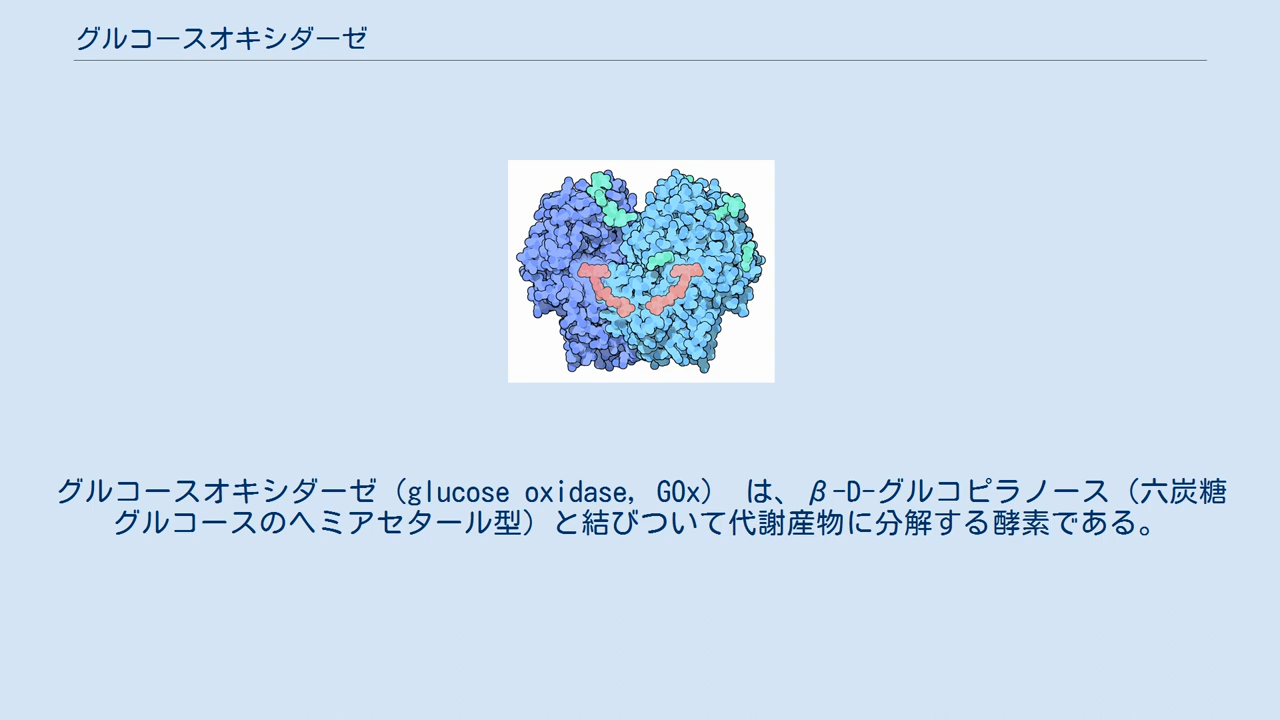 グルコースオキシダーゼ
グルコースオキシダーゼ（glucose oxidase, GOx） は、β-D-グルコピラノース（六炭糖
グルコースのヘミアセタール型）と結びついて代謝産物に分解する酵素である。